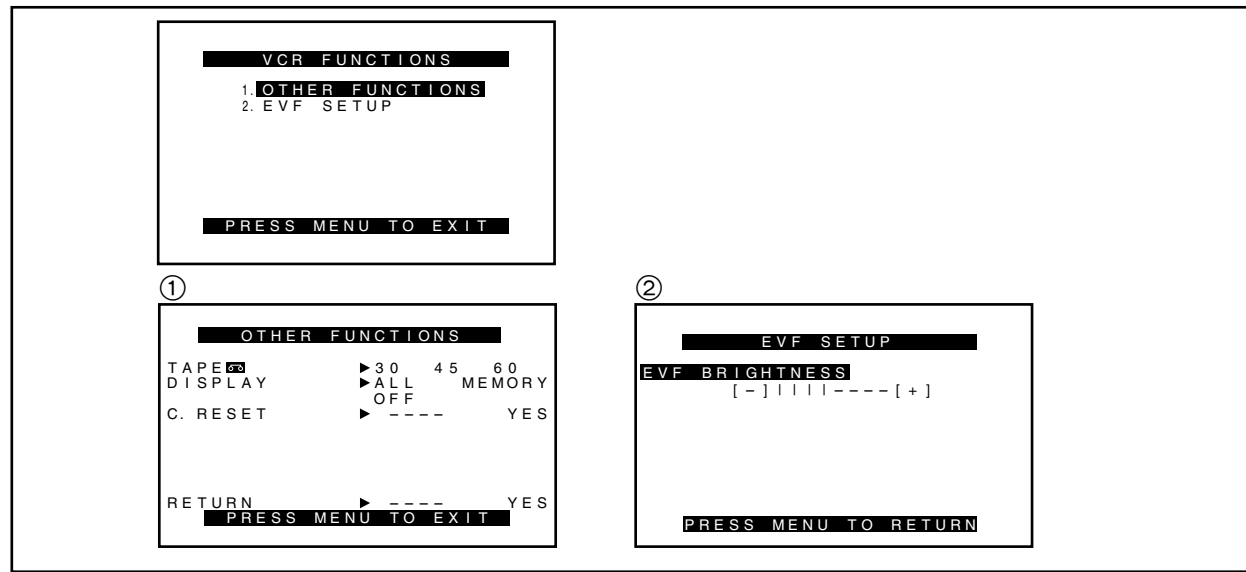 VCR FUNCTIONS
1. OTHER FUNCTIONS
2. EVF SETUP
PRESS MENU TO EXIT
①
OTHER FUNCTIONS
TAPE ►30 45 60
DISPLAY ►ALL MEMORY
OFF
C. RESET ► ---- YES
RETURN ► ---- YES
PRESS MENU TO EXIT
②
EVF SETUP
EVF BRIGHTNESS
[-]||||----[+]
PRESS MENU TO RETURN